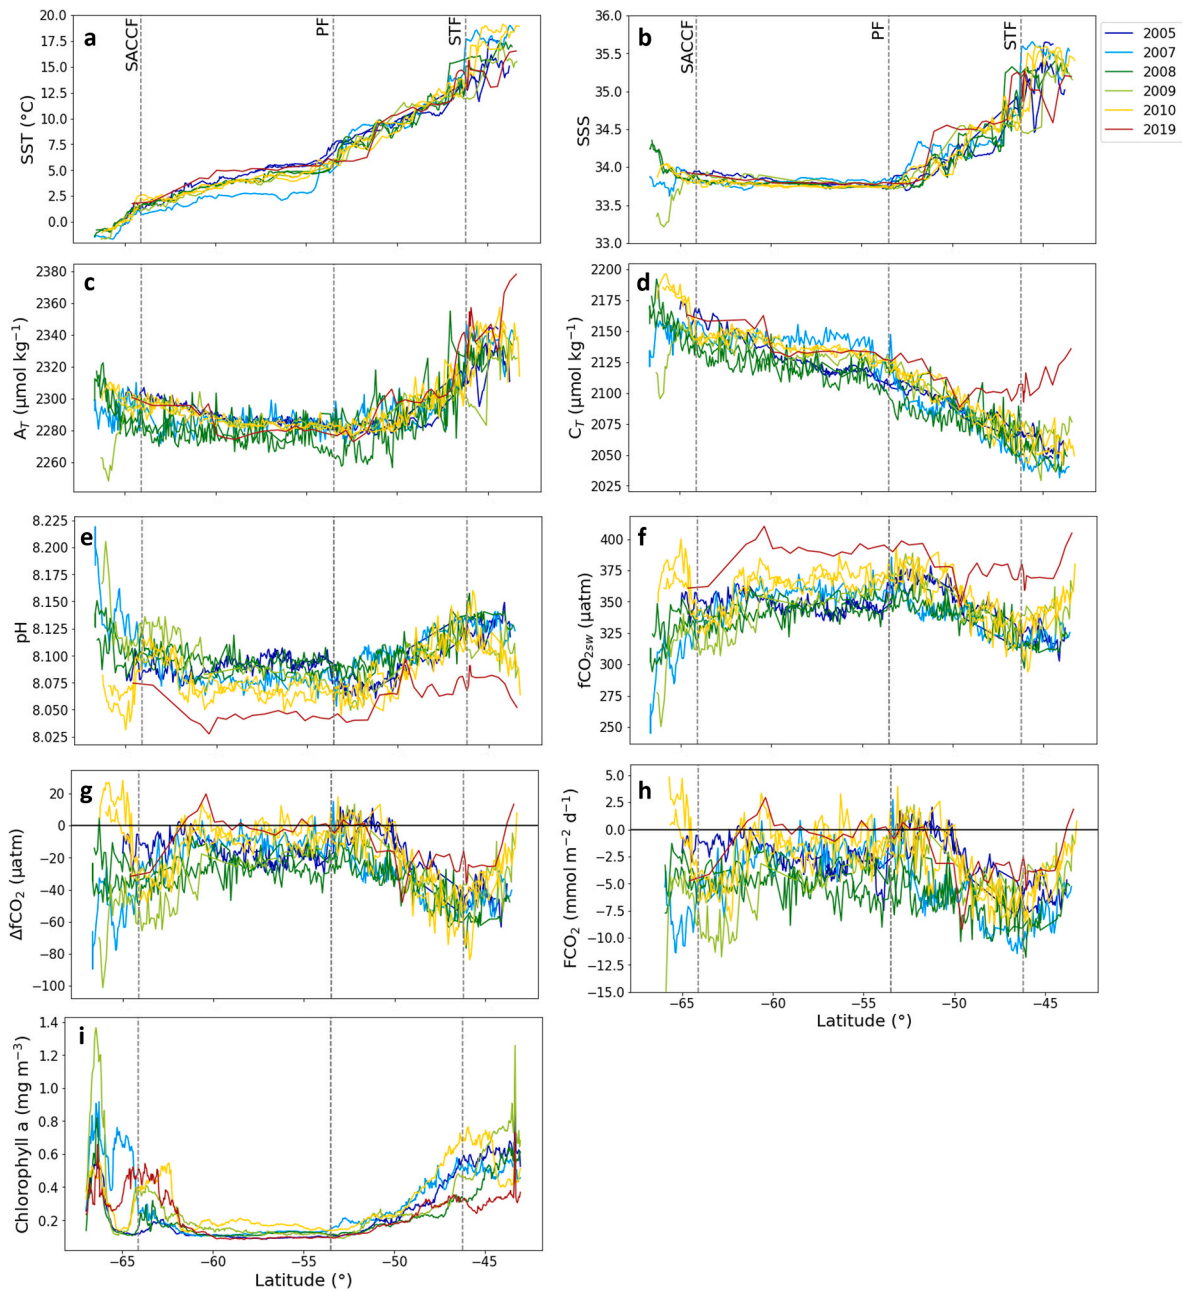 a
SACCF
PF
STF
SST (°C)
20.0
17.5
15.0
12.5
10.0
7.5
5.0
2.5
0.0
b
SACCF
PF
STF
SSS
36.0
35.5
35.0
34.5
34.0
33.5
33.0
2005
2007
2008
2009
2010
2019
c
A_T (μmol kg⁻¹)
2380
2360
2340
2320
2300
2280
2260
d
C_T (μmol kg⁻¹)
2200
2175
2150
2125
2100
2075
2050
2025
e
pH
8.225
8.200
8.175
8.150
8.125
8.100
8.075
8.050
8.025
f
fCO₂sw (μatm)
400
375
350
325
300
275
250
g
ΔfCO₂ (μatm)
20
0
−20
−40
−60
−80
−100
h
FCO₂ (mmol m⁻² d⁻¹)
5.0
2.5
0.0
−2.5
−5.0
−7.5
−10.0
−12.5
−15.0
−65 −60 −55 −50 −45
Latitude (°)
i
Chlorophyll a (mg m⁻³)
1.4
1.2
1.0
0.8
0.6
0.4
0.2
−65 −60 −55 −50 −45
Latitude (°)